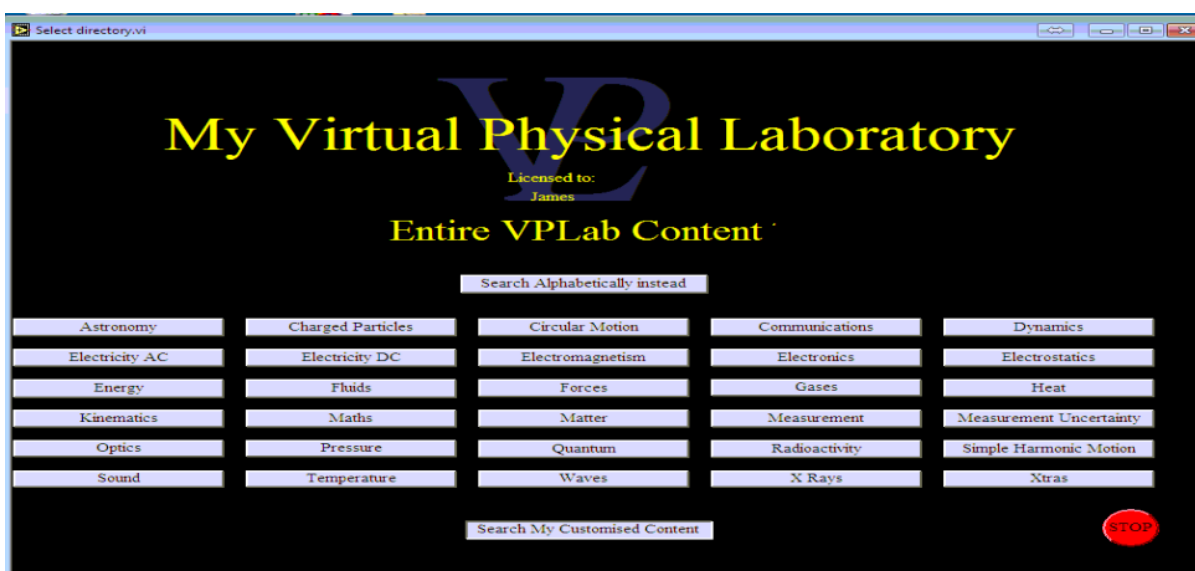 Select directory.vi
VPL
My Virtual Physical Laboratory
Licensed to:
James
Entire VPLab Content
Search Alphabetically instead
Astronomy Charged Particles Circular Motion Communications Dynamics
Electricity AC Electricity DC Electromagnetism Electronics Electrostatics
Energy Fluids Forces Gases Heat
Kinematics Maths Matter Measurement Measurement Uncertainty
Optics Pressure Quantum Radioactivity Simple Harmonic Motion
Sound Temperature Waves X Rays Xtras
Search My Customised Content
STOP